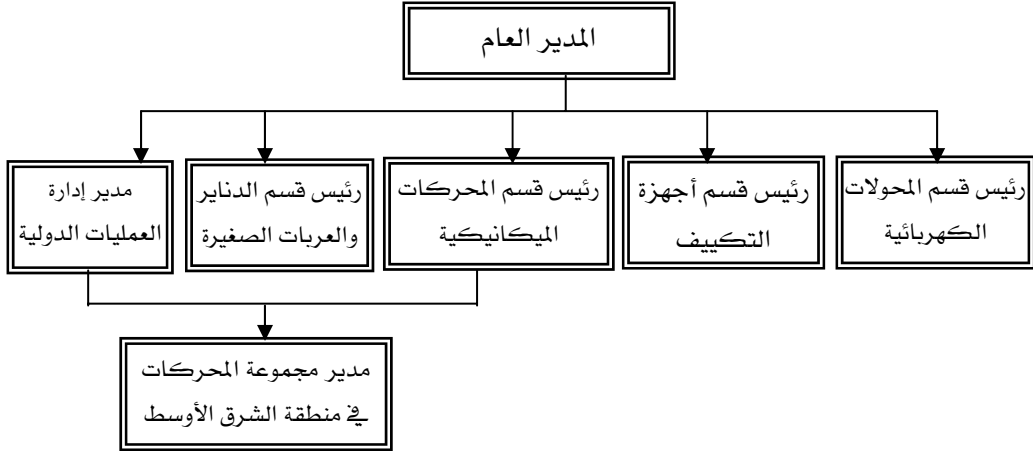 المدير العام
رئيس قسم المحولات
الكهربائية
رئيس قسم أجهزة
التكييف
رئيس قسم المحركات
الميكانيكية
رئيس قسم الدناير
والعربات الصغيرة
مدير إدارة
العمليات الدولية
مدير مجموعة المحركات
في منطقة الشرق الأوسط